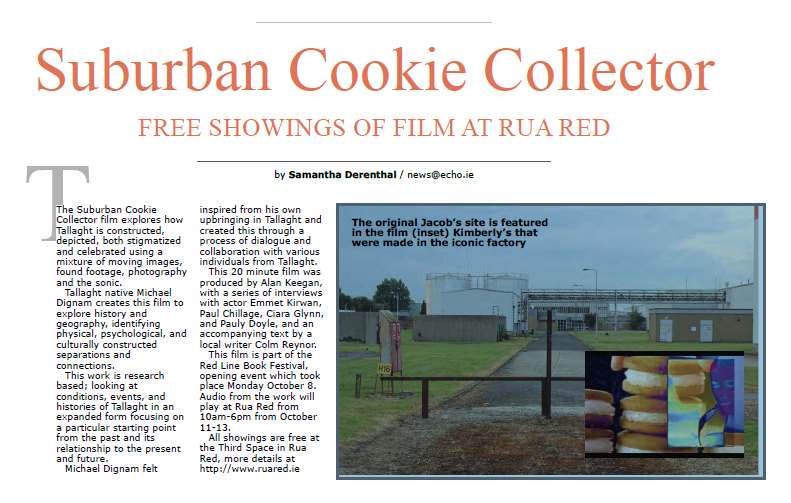 Suburban Cookie Collector
FREE SHOWINGS OF FILM AT RUA RED
by Samantha Derenthal / news@echo.ie
T
The Suburban Cookie
Collector film explores how
Tallaght is constructed,
depicted, both stigmatized
and celebrated using a
mixture of moving images,
found footage, photography
and the sonic.
Tallaght native Michael
Dignam creates this film to
explore history and
geography, identifying
physical, psychological, and
culturally constructed
separations and
connections.
This work is research
based; looking at
conditions, events, and
histories of Tallaght in an
expanded form focusing on
a particular starting point
from the past and its
relationship to the present
and future.
Michael Dignam felt
inspired from his own
upbringing in Tallaght and
created this through a
process of dialogue and
collaboration with various
individuals from Tallaght.
This 20 minute film was
produced by Alan Keegan,
with a series of interviews
with actor Emmet Kirwan,
Paul Chillage, Ciara Glynn,
and Pauly Doyle, and an
accompanying text by a
local writer Colm Reynor.
This film is part of the
Red Line Book Festival,
opening event which took
place Monday October 8.
Audio from the work will
play at Rua Red from
10am-6pm from October
11-13.
All showings are free at
the Third Space in Rua
Red, more details at
http://www.ruared.ie
The original Jacob's site is featured
in the film (inset) Kimberly's that
were made in the iconic factory
H16